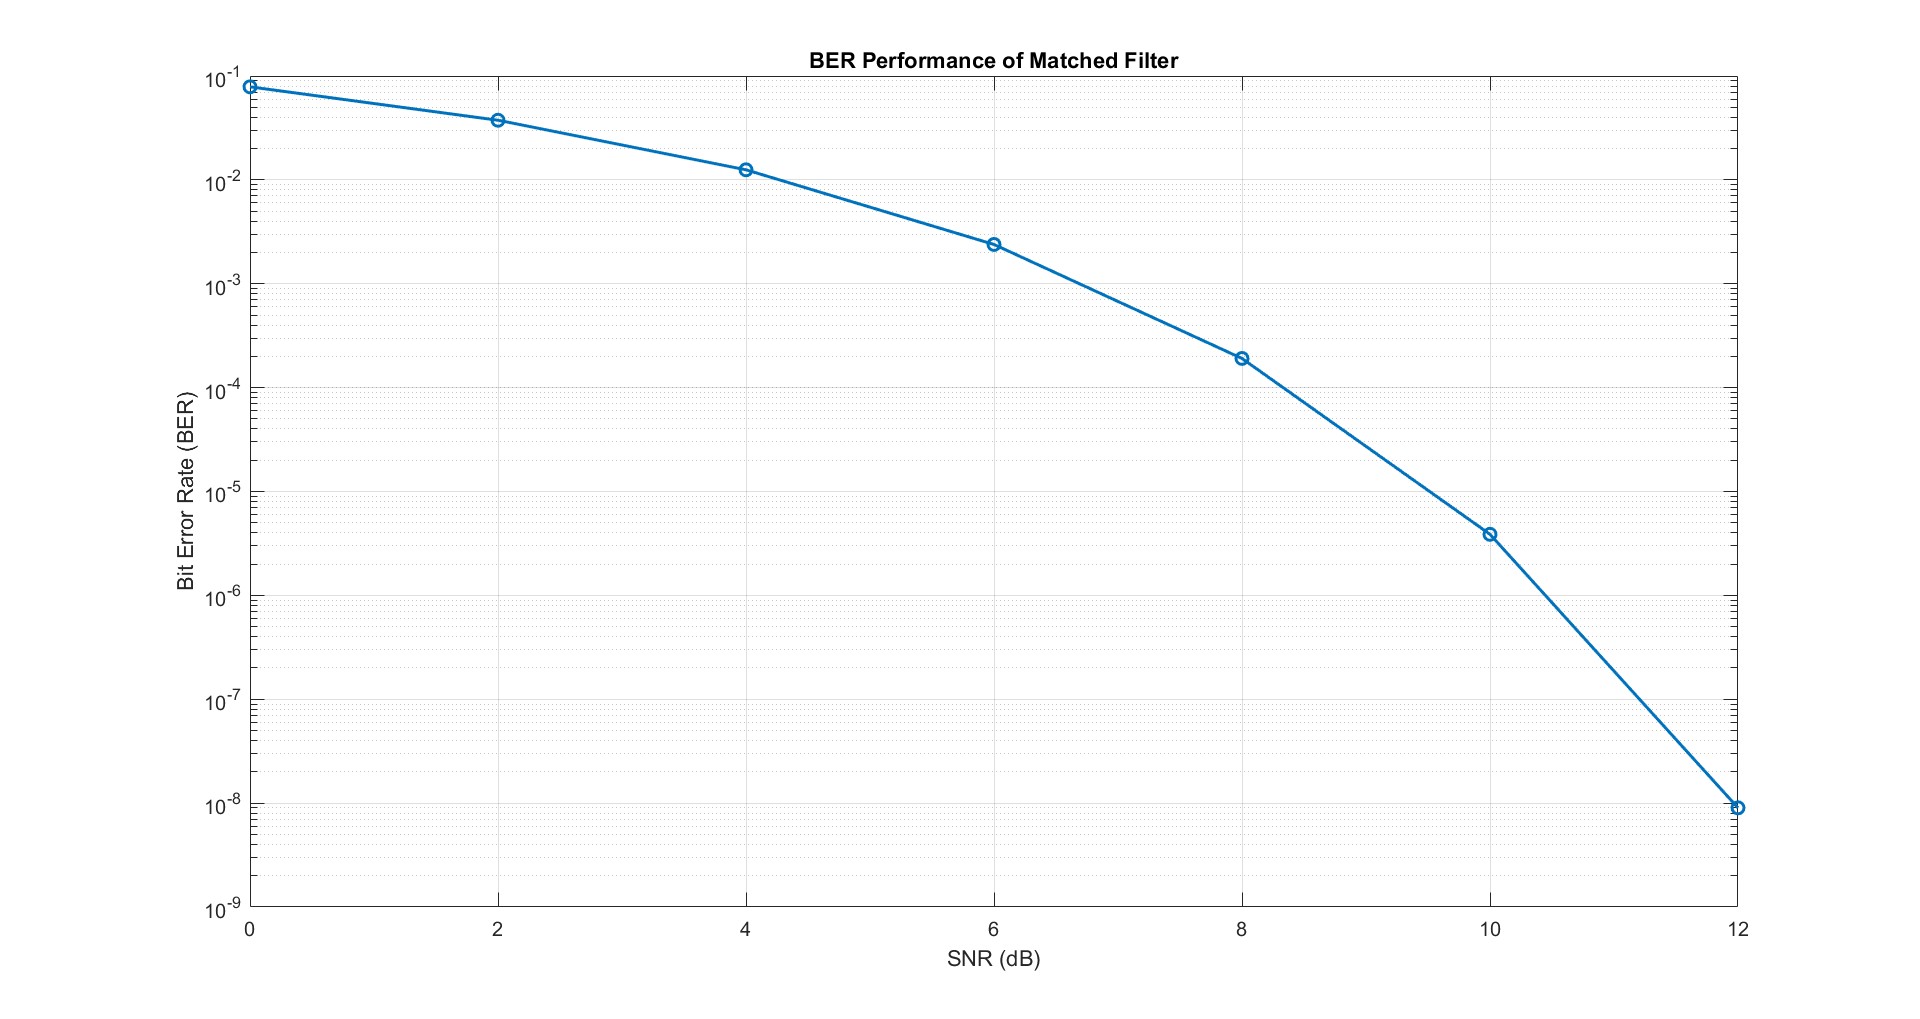 BER Performance of Matched Filter
10^-1
10^-2
10^-3
10^-4
10^-5
10^-6
10^-7
10^-8
10^-9
Bit Error Rate (BER)
0 2 4 6 8 10 12
SNR (dB)